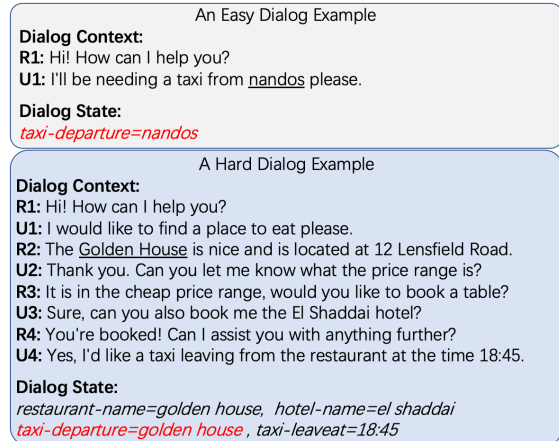 An Easy Dialog Example
Dialog Context:
R1: Hi! How can I help you?
U1: I'll be needing a taxi from nandos please.
Dialog State:
taxi-departure=nandos
A Hard Dialog Example
Dialog Context:
R1: Hi! How can I help you?
U1: I would like to find a place to eat please.
R2: The Golden House is nice and is located at 12 Lensfield Road.
U2: Thank you. Can you let me know what the price range is?
R3: It is in the cheap price range, would you like to book a table?
U3: Sure, can you also book me the El Shaddai hotel?
R4: You're booked! Can I assist you with anything further?
U4: Yes, I'd like a taxi leaving from the restaurant at the time 18:45.
Dialog State:
restaurant-name=golden house, hotel-name=el shaddai
taxi-departure=golden house , taxi-leaveat=18:45